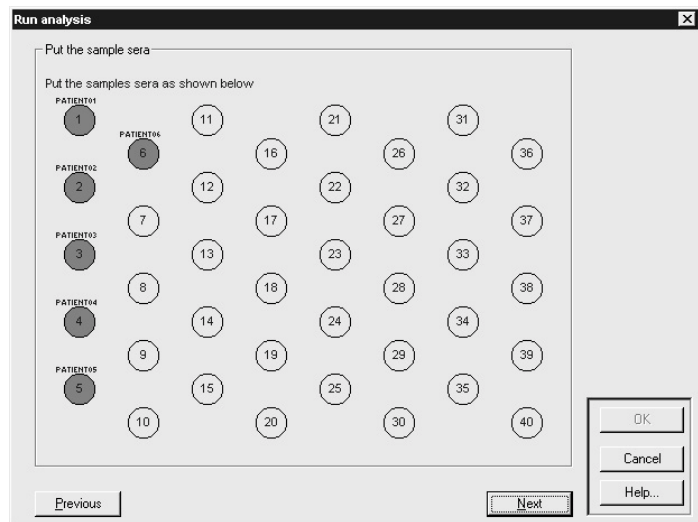 Run analysis
Put the sample sera
Put the samples sera as shown below
PATIENT01
1 11 21 31
PATIENT06
6 16 26 36
PATIENT02
2 12 22 32
7 17 27 37
PATIENT03
3 13 23 33
8 18 28 38
PATIENT04
4 14 24 34
9 19 29 39
PATIENT05
5 15 25 35
10 20 30 40
OK
Cancel
Help...
Previous
Next